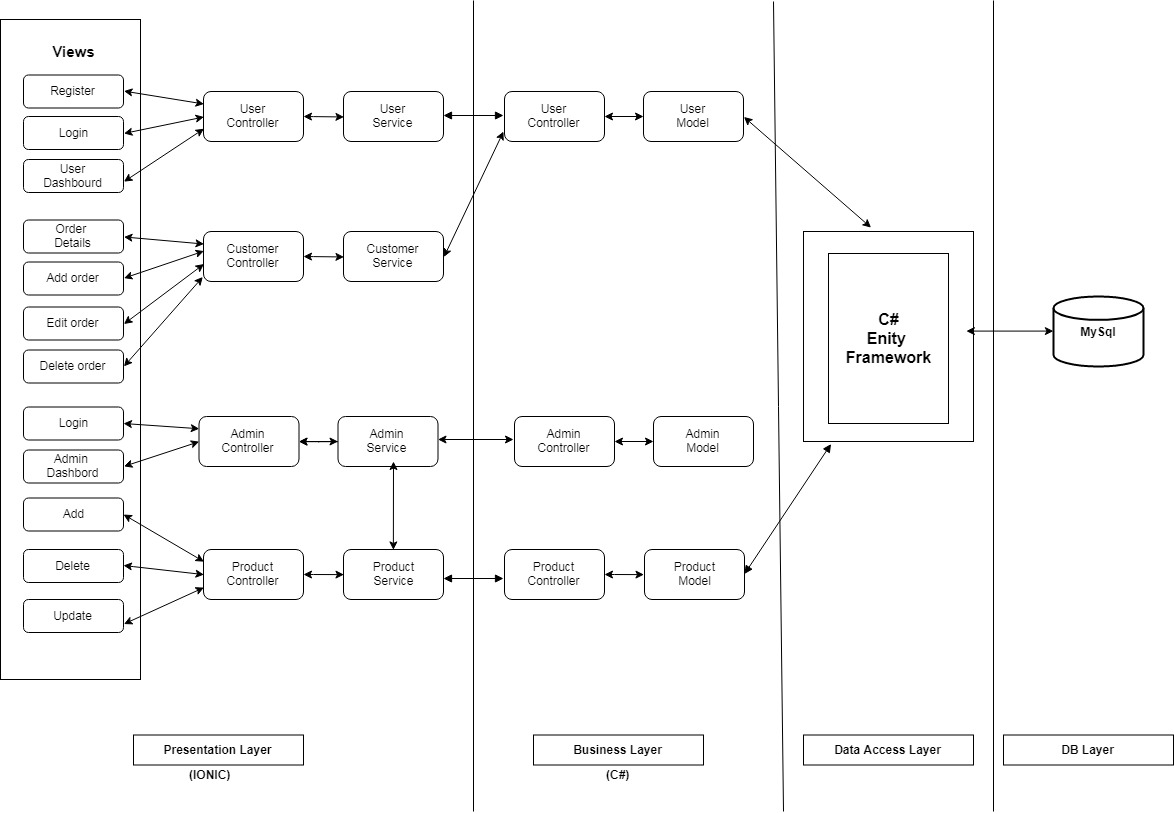 Views
Register
Login
User
Dashbourd
Order
Details
Add order
Edit order
Delete order
Login
Admin
Dashbord
Add
Delete
Update
User
Controller
User
Service
User
Controller
User
Model
Customer
Controller
Customer
Service
Admin
Controller
Admin
Service
Admin
Controller
Admin
Model
Product
Controller
Product
Service
Product
Controller
Product
Model
C#
Enity
Framework
MySql
Presentation Layer
(IONIC)
Business Layer
(C#)
Data Access Layer
DB Layer